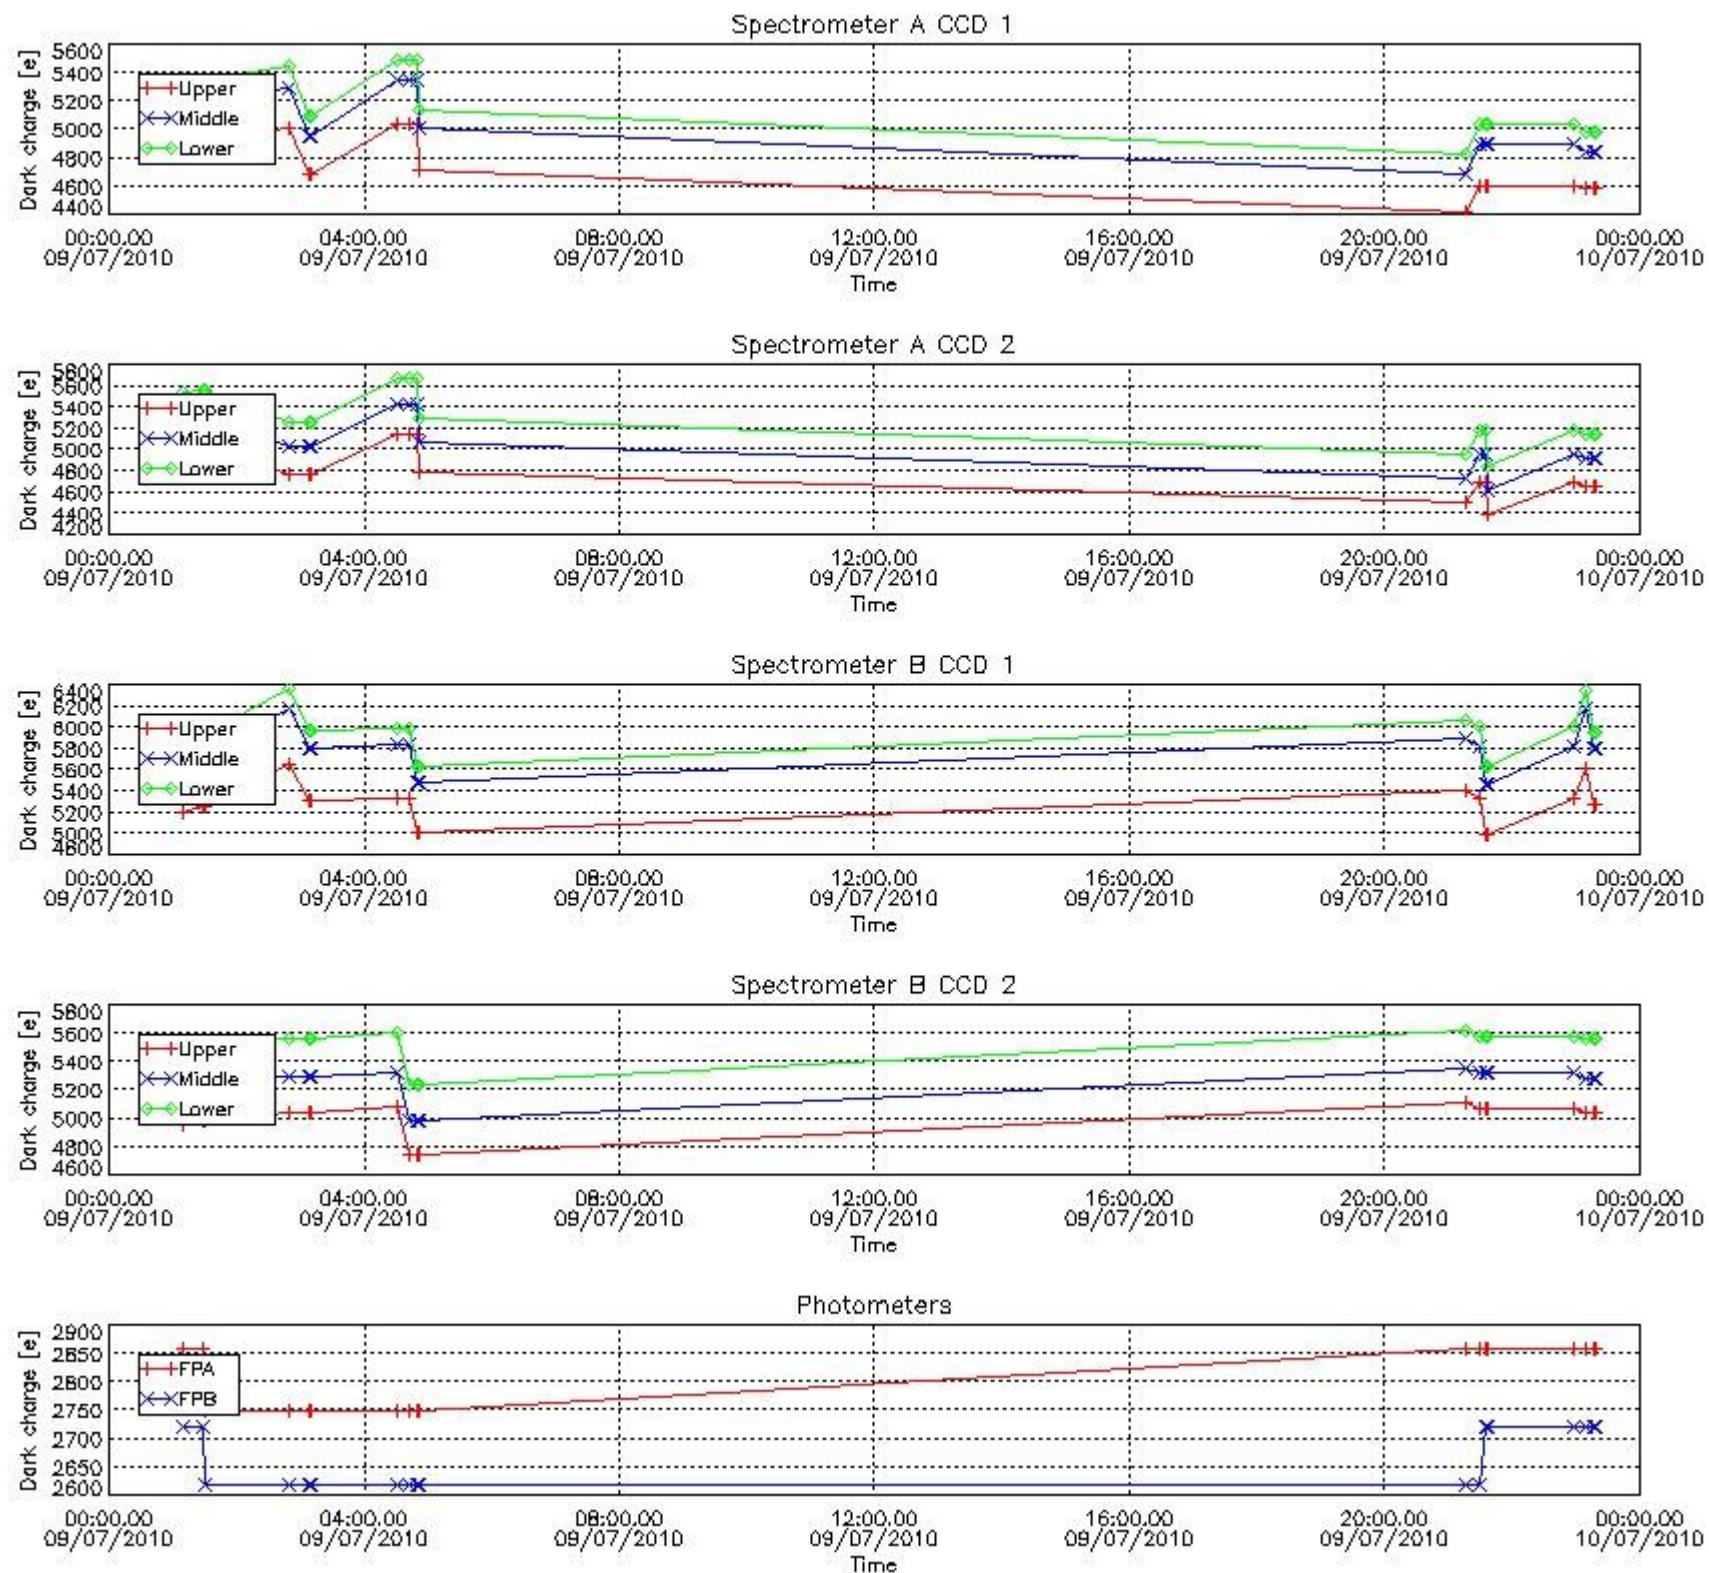 Spectrometer A CCD 1
Dark charge [e]
5600
5400
5200
5000
4800
4600
4400
Upper
Middle
Lower
00:00.00 04:00.00 08:00.00 12:00.00 16:00.00 20:00.00 00:00.00
09/07/2010 09/07/2010 09/07/2010 09/07/2010 09/07/2010 09/07/2010 10/07/2010
Time
Spectrometer A CCD 2
Dark charge [e]
5800
5600
5400
5200
5000
4800
4600
4400
4200
Upper
Middle
Lower
00:00.00 04:00.00 08:00.00 12:00.00 16:00.00 20:00.00 00:00.00
09/07/2010 09/07/2010 09/07/2010 09/07/2010 09/07/2010 09/07/2010 10/07/2010
Time
Spectrometer B CCD 1
Dark charge [e]
6400
6200
6000
5800
5600
5400
5200
5000
4800
Upper
Middle
Lower
00:00.00 04:00.00 08:00.00 12:00.00 16:00.00 20:00.00 00:00.00
09/07/2010 09/07/2010 09/07/2010 09/07/2010 09/07/2010 09/07/2010 10/07/2010
Time
Spectrometer B CCD 2
Dark charge [e]
5800
5600
5400
5200
5000
4800
4600
Upper
Middle
Lower
00:00.00 04:00.00 08:00.00 12:00.00 16:00.00 20:00.00 00:00.00
09/07/2010 09/07/2010 09/07/2010 09/07/2010 09/07/2010 09/07/2010 10/07/2010
Time
Photometers
Dark charge [e]
2900
2850
2800
2750
2700
2650
2600
FPA
FPB
00:00.00 04:00.00 08:00.00 12:00.00 16:00.00 20:00.00 00:00.00
09/07/2010 09/07/2010 09/07/2010 09/07/2010 09/07/2010 09/07/2010 10/07/2010
Time